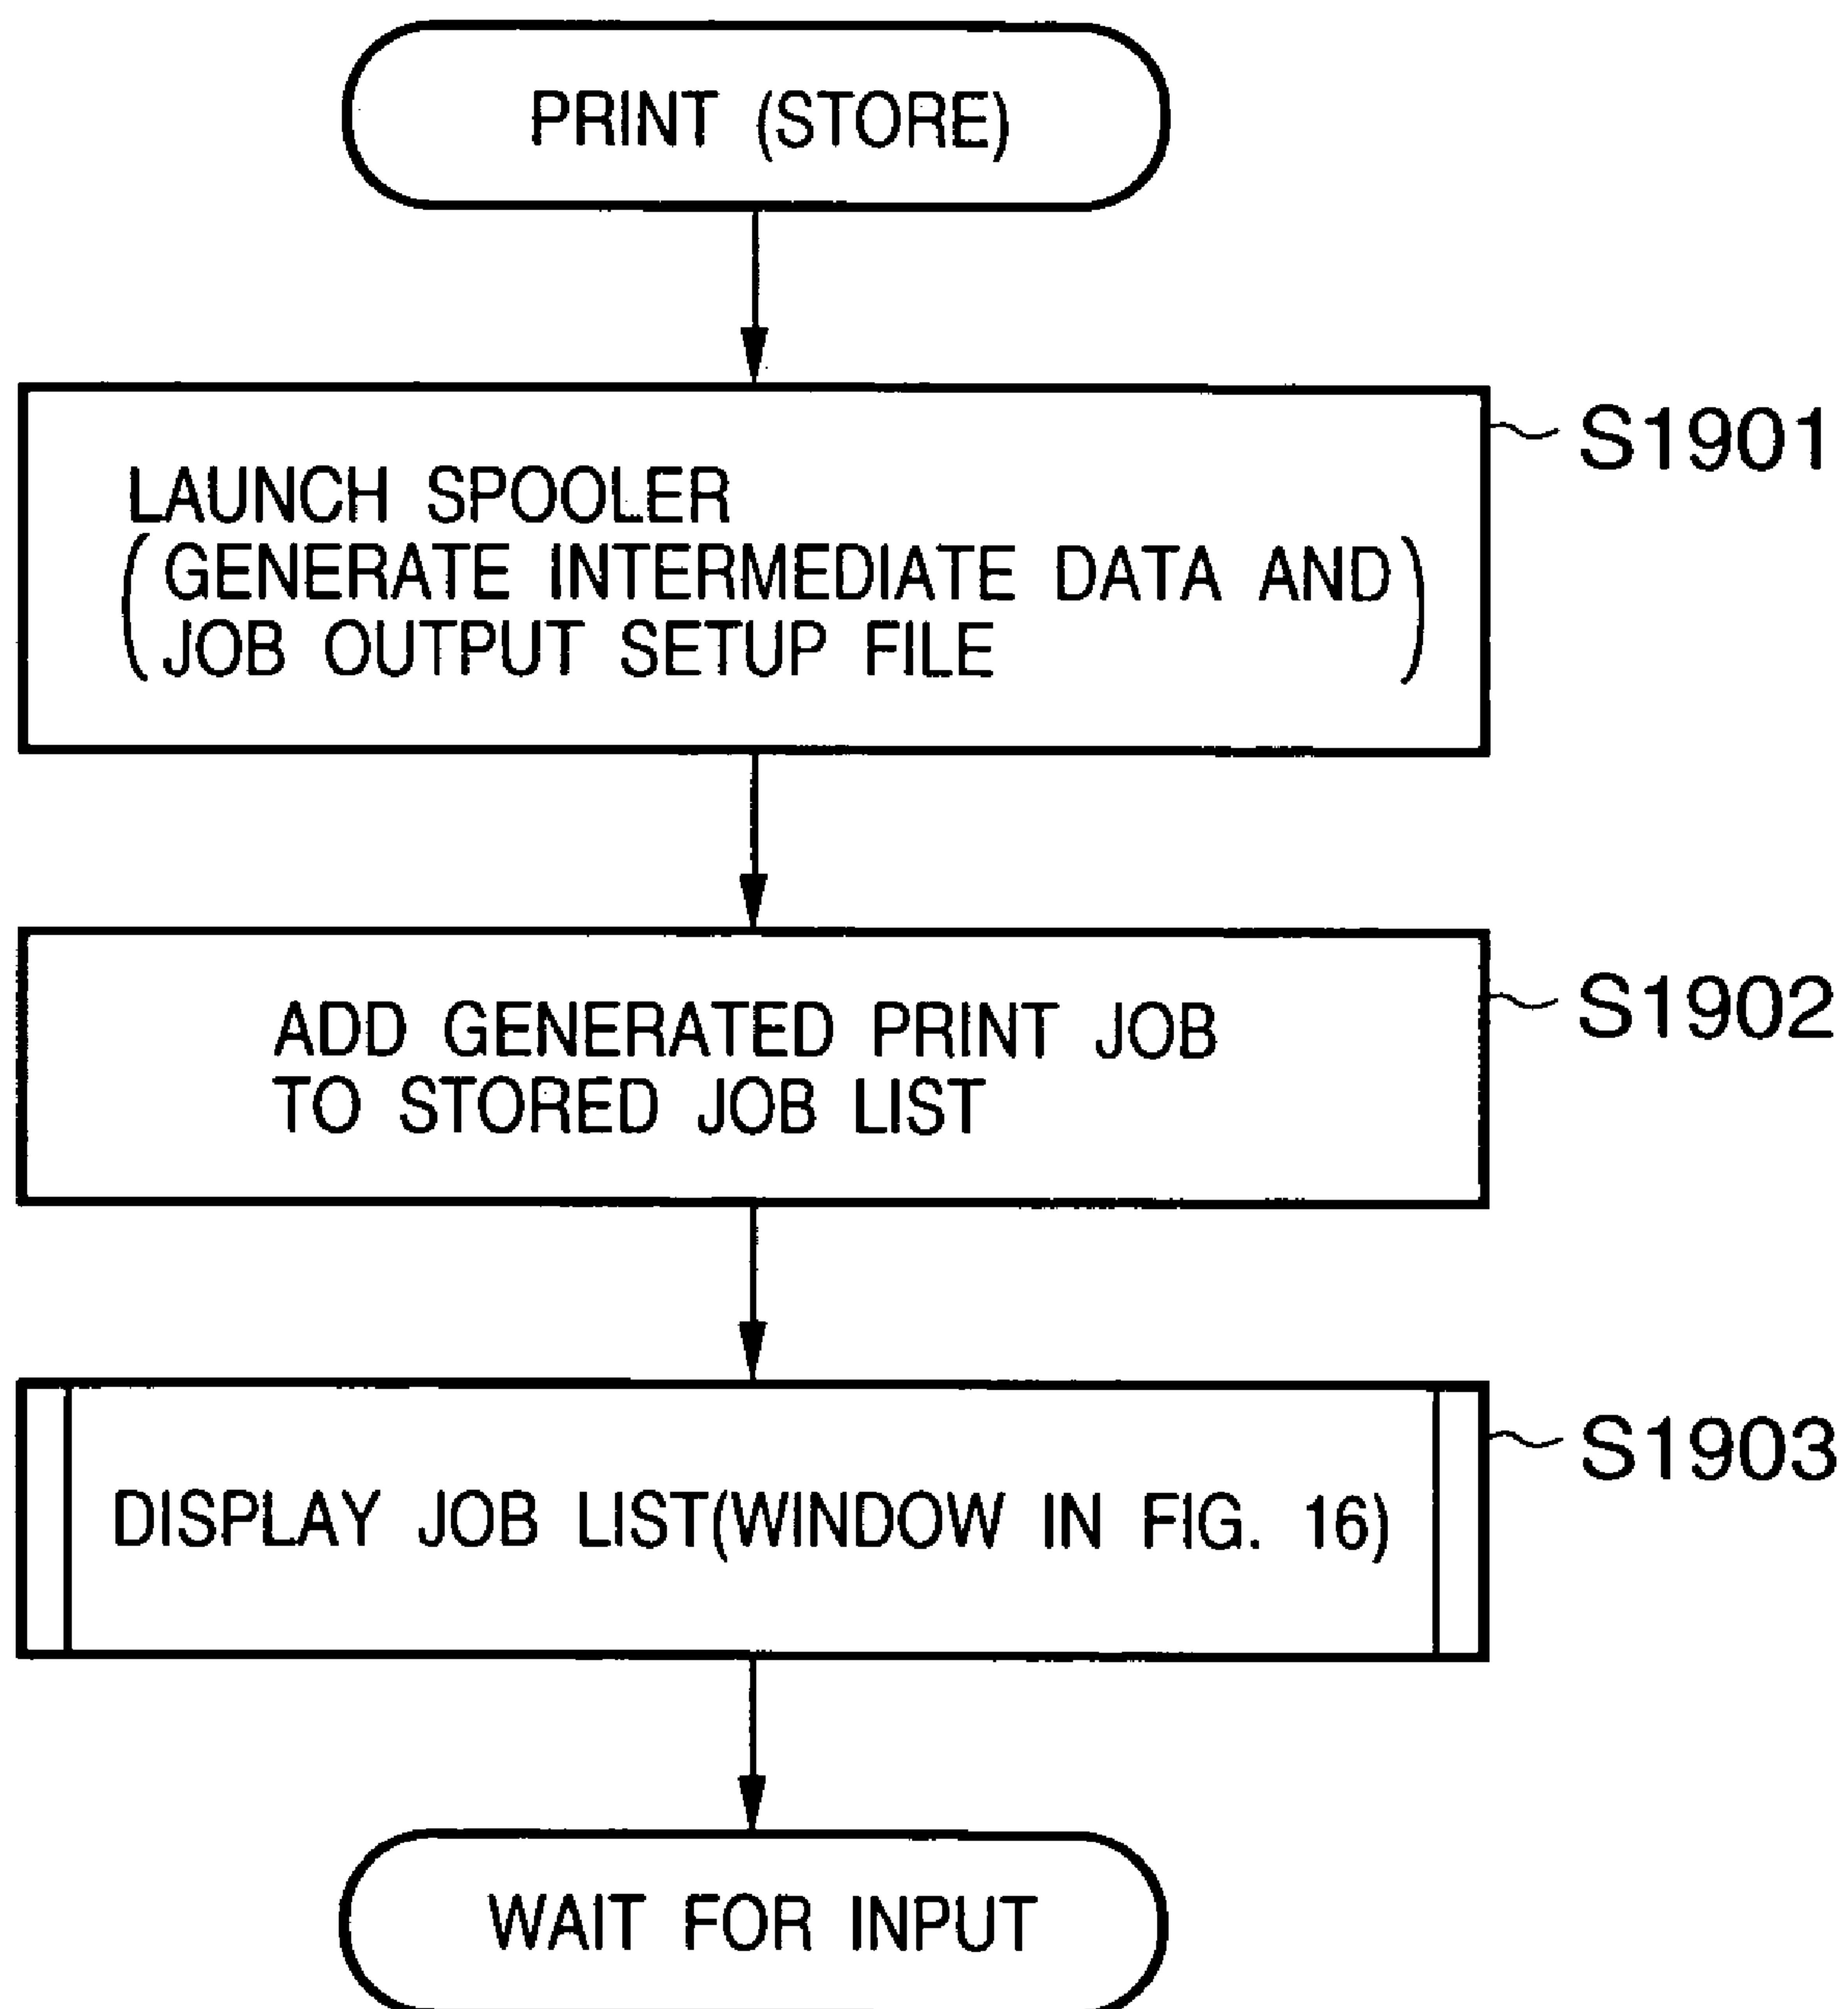 PRINT (STORE)
S1901
LAUNCH SPOOLER
(GENERATE INTERMEDIATE DATA AND
JOB OUTPUT SETUP FILE)
S1902
ADD GENERATED PRINT JOB
TO STORED JOB LIST
S1903
DISPLAY JOB LIST(WINDOW IN FIG. 16)
WAIT FOR INPUT